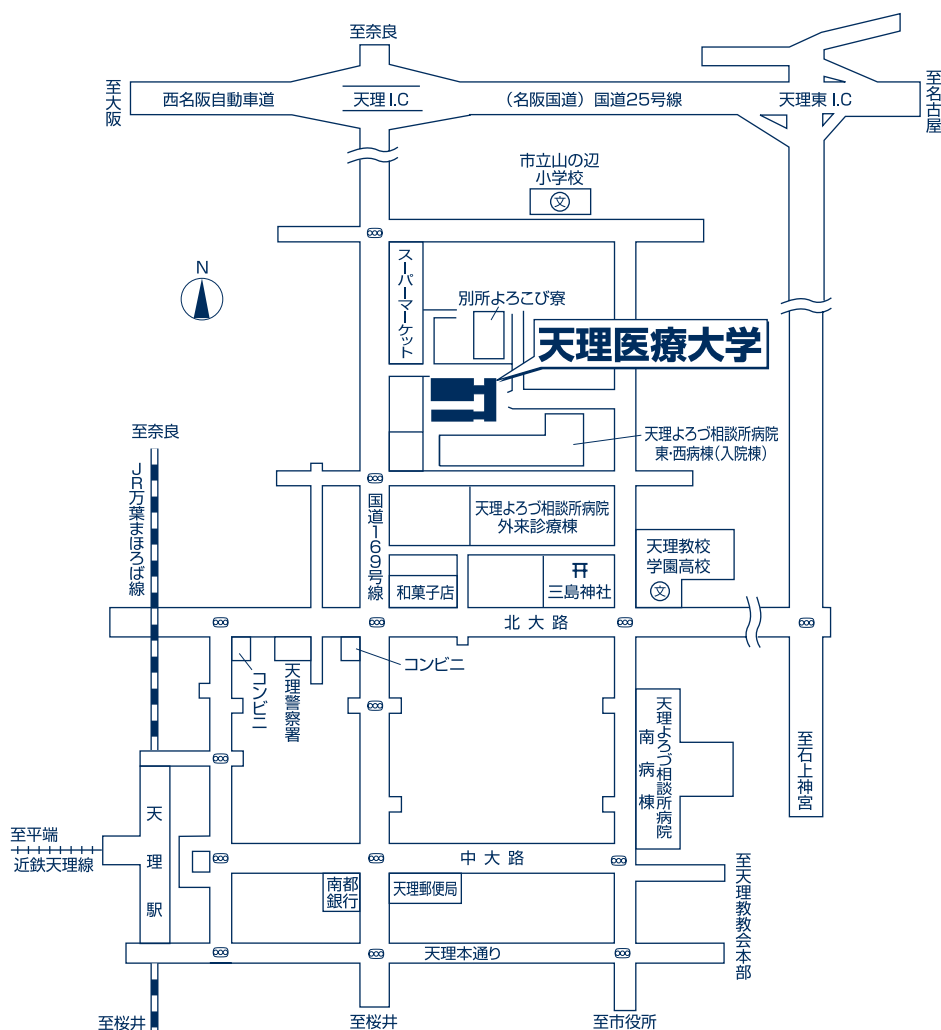 至奈良
至大阪
西名阪自動車道
天理I.C
(名阪国道)国道25号線
天理東I.C
至名古屋
市立山の辺
小学校
文
N
スーパーマーケット
別所よろこび寮
天理医療大学
至奈良
JR万葉まほろば線
天理よろづ相談所病院
東・西病棟(入院棟)
国道169号線
天理よろづ相談所病院
外来診療棟
天理教校
学園高校
文
和菓子店
三島神社
北大路
コンビニ
天理警察署
コンビニ
天理よろづ相談所病院
南病棟
至石上神宮
天理駅
至平端
近鉄天理線
中大路
南都
銀行
天理郵便局
至天理教教会本部
天理本通り
至桜井
至桜井
至市役所